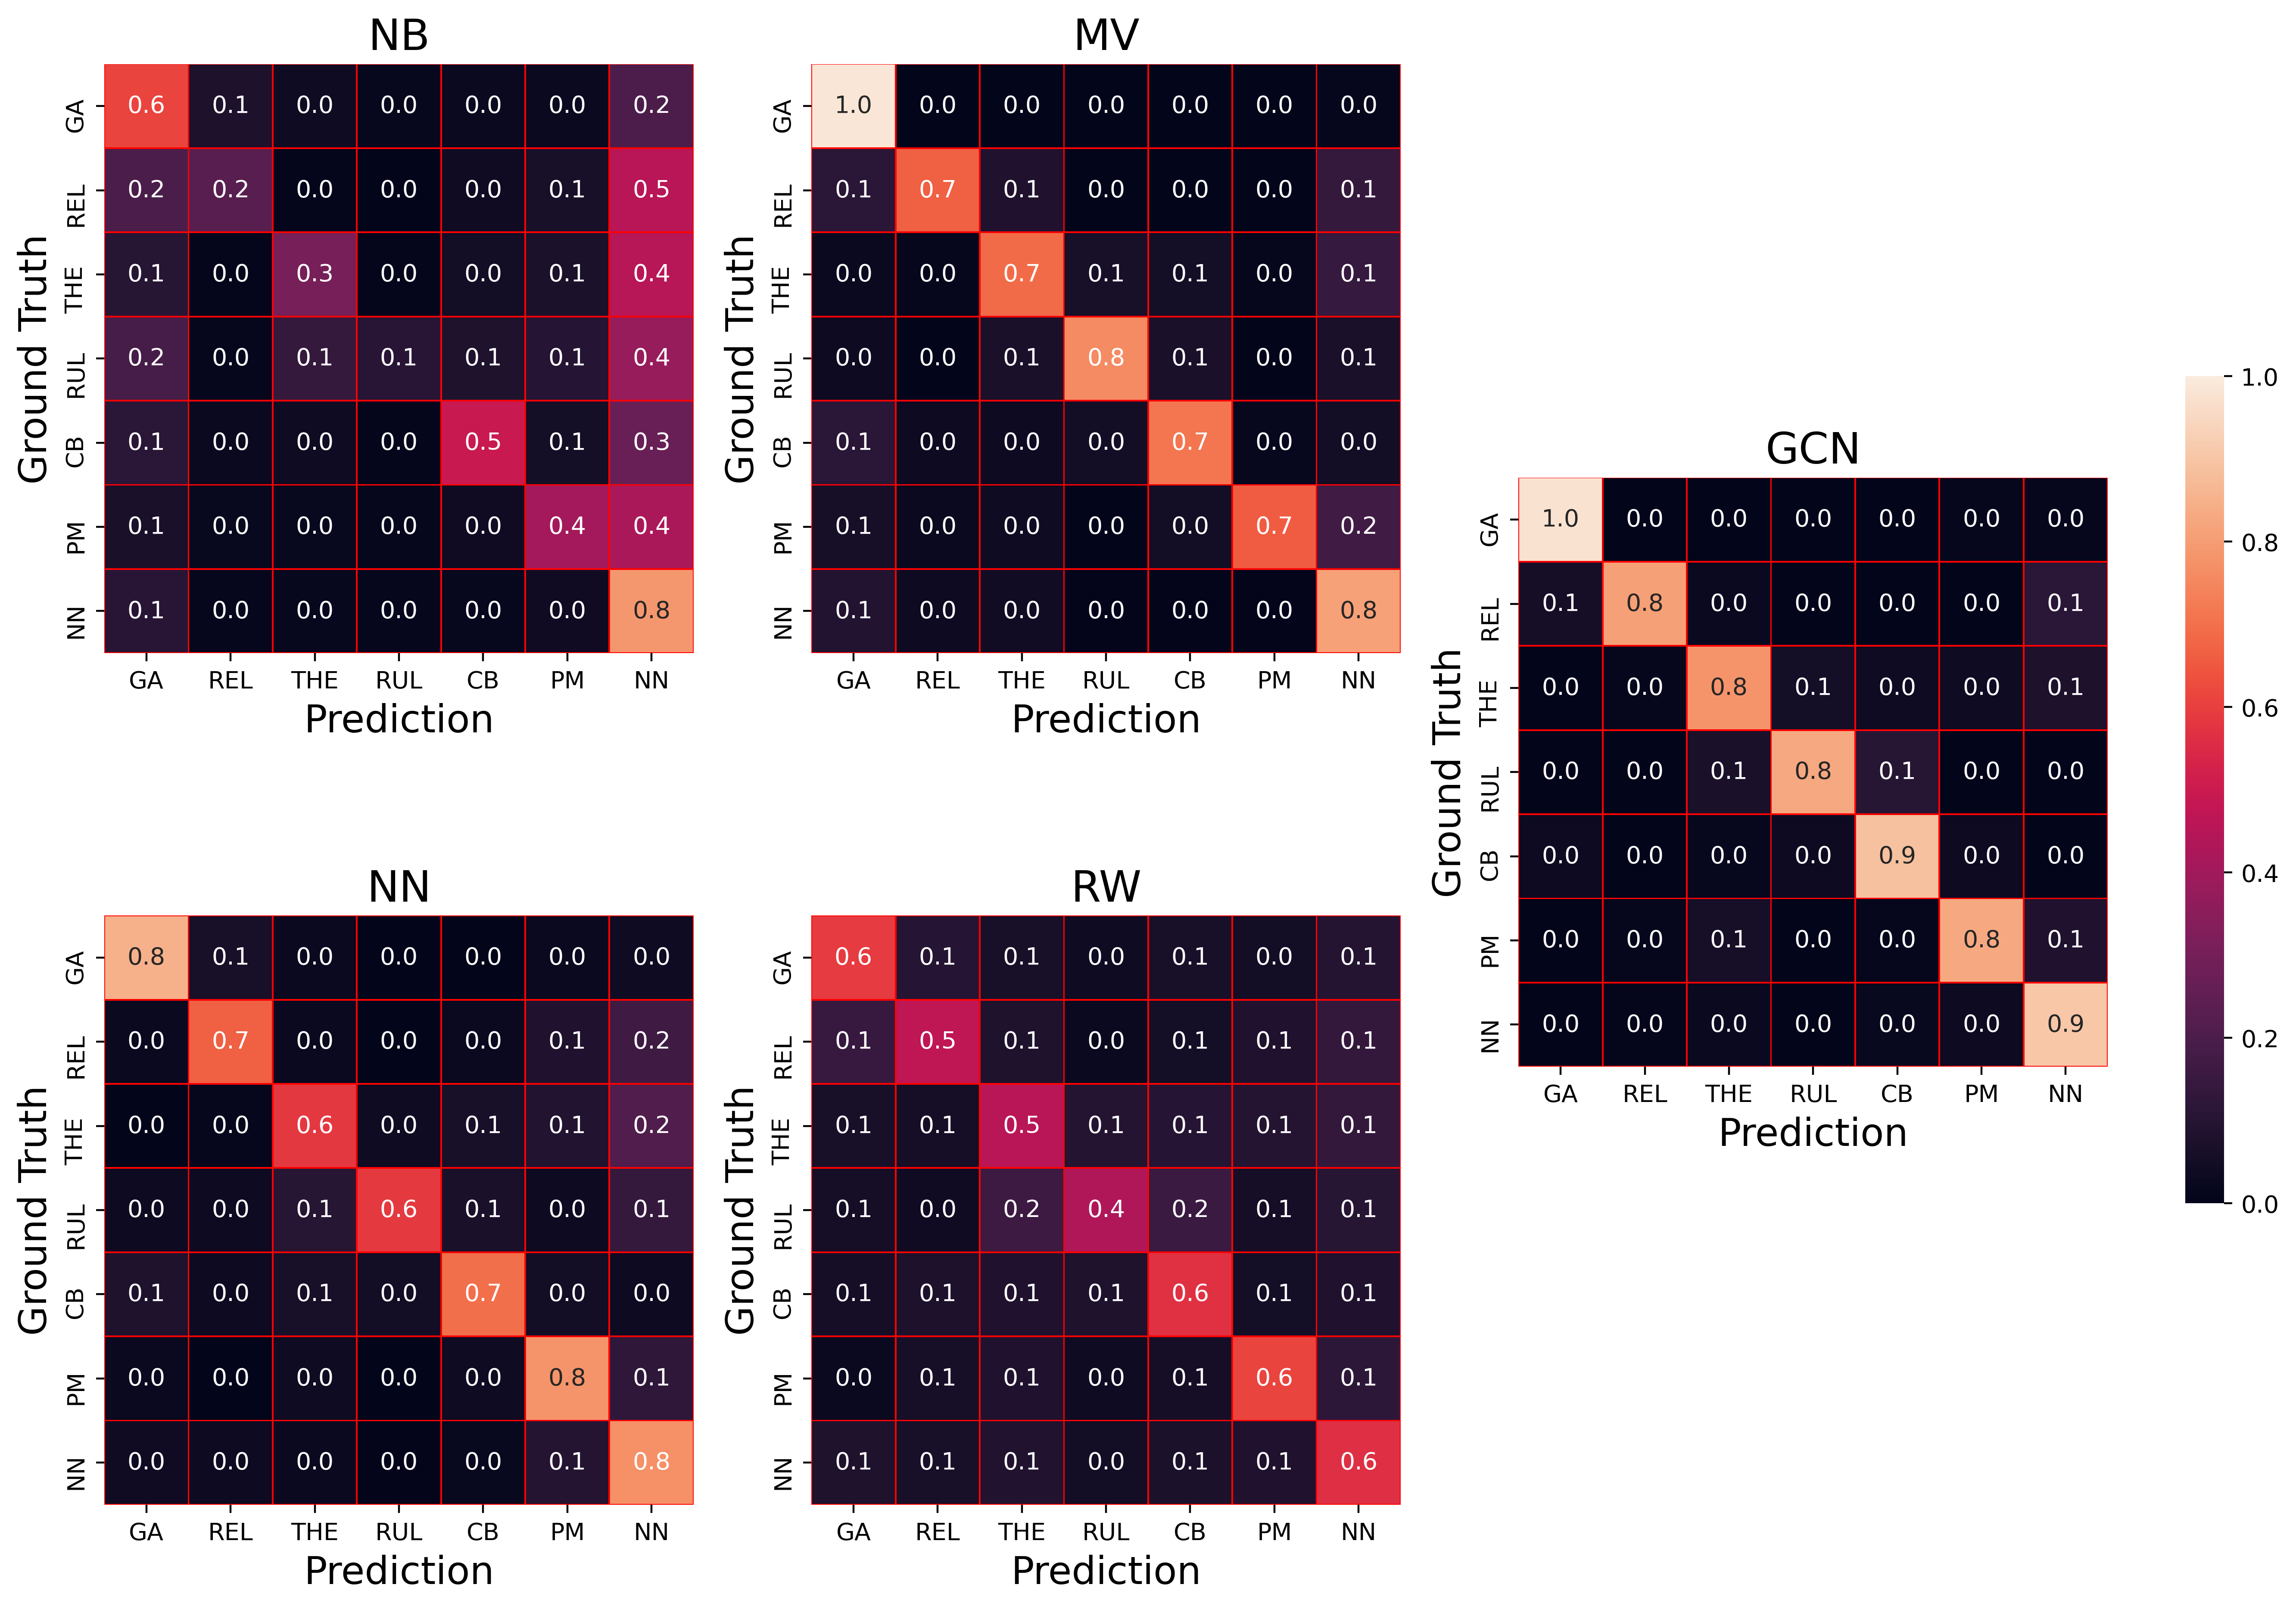 NB
GA 0.6 0.1 0.0 0.0 0.0 0.0 0.2
REL 0.2 0.2 0.0 0.0 0.0 0.1 0.5
THE 0.1 0.0 0.3 0.0 0.0 0.1 0.4
RUL 0.2 0.0 0.1 0.1 0.1 0.1 0.4
CB 0.1 0.0 0.0 0.0 0.5 0.1 0.3
PM 0.1 0.0 0.0 0.0 0.0 0.4 0.4
NN 0.1 0.0 0.0 0.0 0.0 0.0 0.8
GA REL THE RUL CB PM NN
Prediction
Ground Truth
MV
GA 1.0 0.0 0.0 0.0 0.0 0.0 0.0
REL 0.1 0.7 0.1 0.0 0.0 0.0 0.1
THE 0.0 0.0 0.7 0.1 0.1 0.0 0.1
RUL 0.0 0.0 0.1 0.8 0.1 0.0 0.1
CB 0.1 0.0 0.0 0.0 0.7 0.0 0.0
PM 0.1 0.0 0.0 0.0 0.0 0.7 0.2
NN 0.1 0.0 0.0 0.0 0.0 0.0 0.8
GA REL THE RUL CB PM NN
Prediction
Ground Truth
NN
GA 0.8 0.1 0.0 0.0 0.0 0.0 0.0
REL 0.0 0.7 0.0 0.0 0.0 0.1 0.2
THE 0.0 0.0 0.6 0.0 0.1 0.1 0.2
RUL 0.0 0.0 0.1 0.6 0.1 0.0 0.1
CB 0.1 0.0 0.1 0.0 0.7 0.0 0.0
PM 0.0 0.0 0.0 0.0 0.0 0.8 0.1
NN 0.0 0.0 0.0 0.0 0.0 0.1 0.8
GA REL THE RUL CB PM NN
Prediction
Ground Truth
RW
GA 0.6 0.1 0.1 0.0 0.1 0.0 0.1
REL 0.1 0.5 0.1 0.0 0.1 0.1 0.1
THE 0.1 0.1 0.5 0.1 0.1 0.1 0.1
RUL 0.1 0.0 0.2 0.4 0.2 0.1 0.1
CB 0.1 0.1 0.1 0.1 0.6 0.1 0.1
PM 0.0 0.1 0.1 0.0 0.1 0.6 0.1
NN 0.1 0.1 0.1 0.0 0.1 0.1 0.6
GA REL THE RUL CB PM NN
Prediction
Ground Truth
GCN
GA 1.0 0.0 0.0 0.0 0.0 0.0 0.0
REL 0.1 0.8 0.0 0.0 0.0 0.0 0.1
THE 0.0 0.0 0.8 0.1 0.0 0.0 0.1
RUL 0.0 0.0 0.1 0.8 0.1 0.0 0.0
CB 0.0 0.0 0.0 0.0 0.9 0.0 0.0
PM 0.0 0.0 0.1 0.0 0.0 0.8 0.1
NN 0.0 0.0 0.0 0.0 0.0 0.0 0.9
GA REL THE RUL CB PM NN
Prediction
Ground Truth
1.0
0.8
0.6
0.4
0.2
0.0